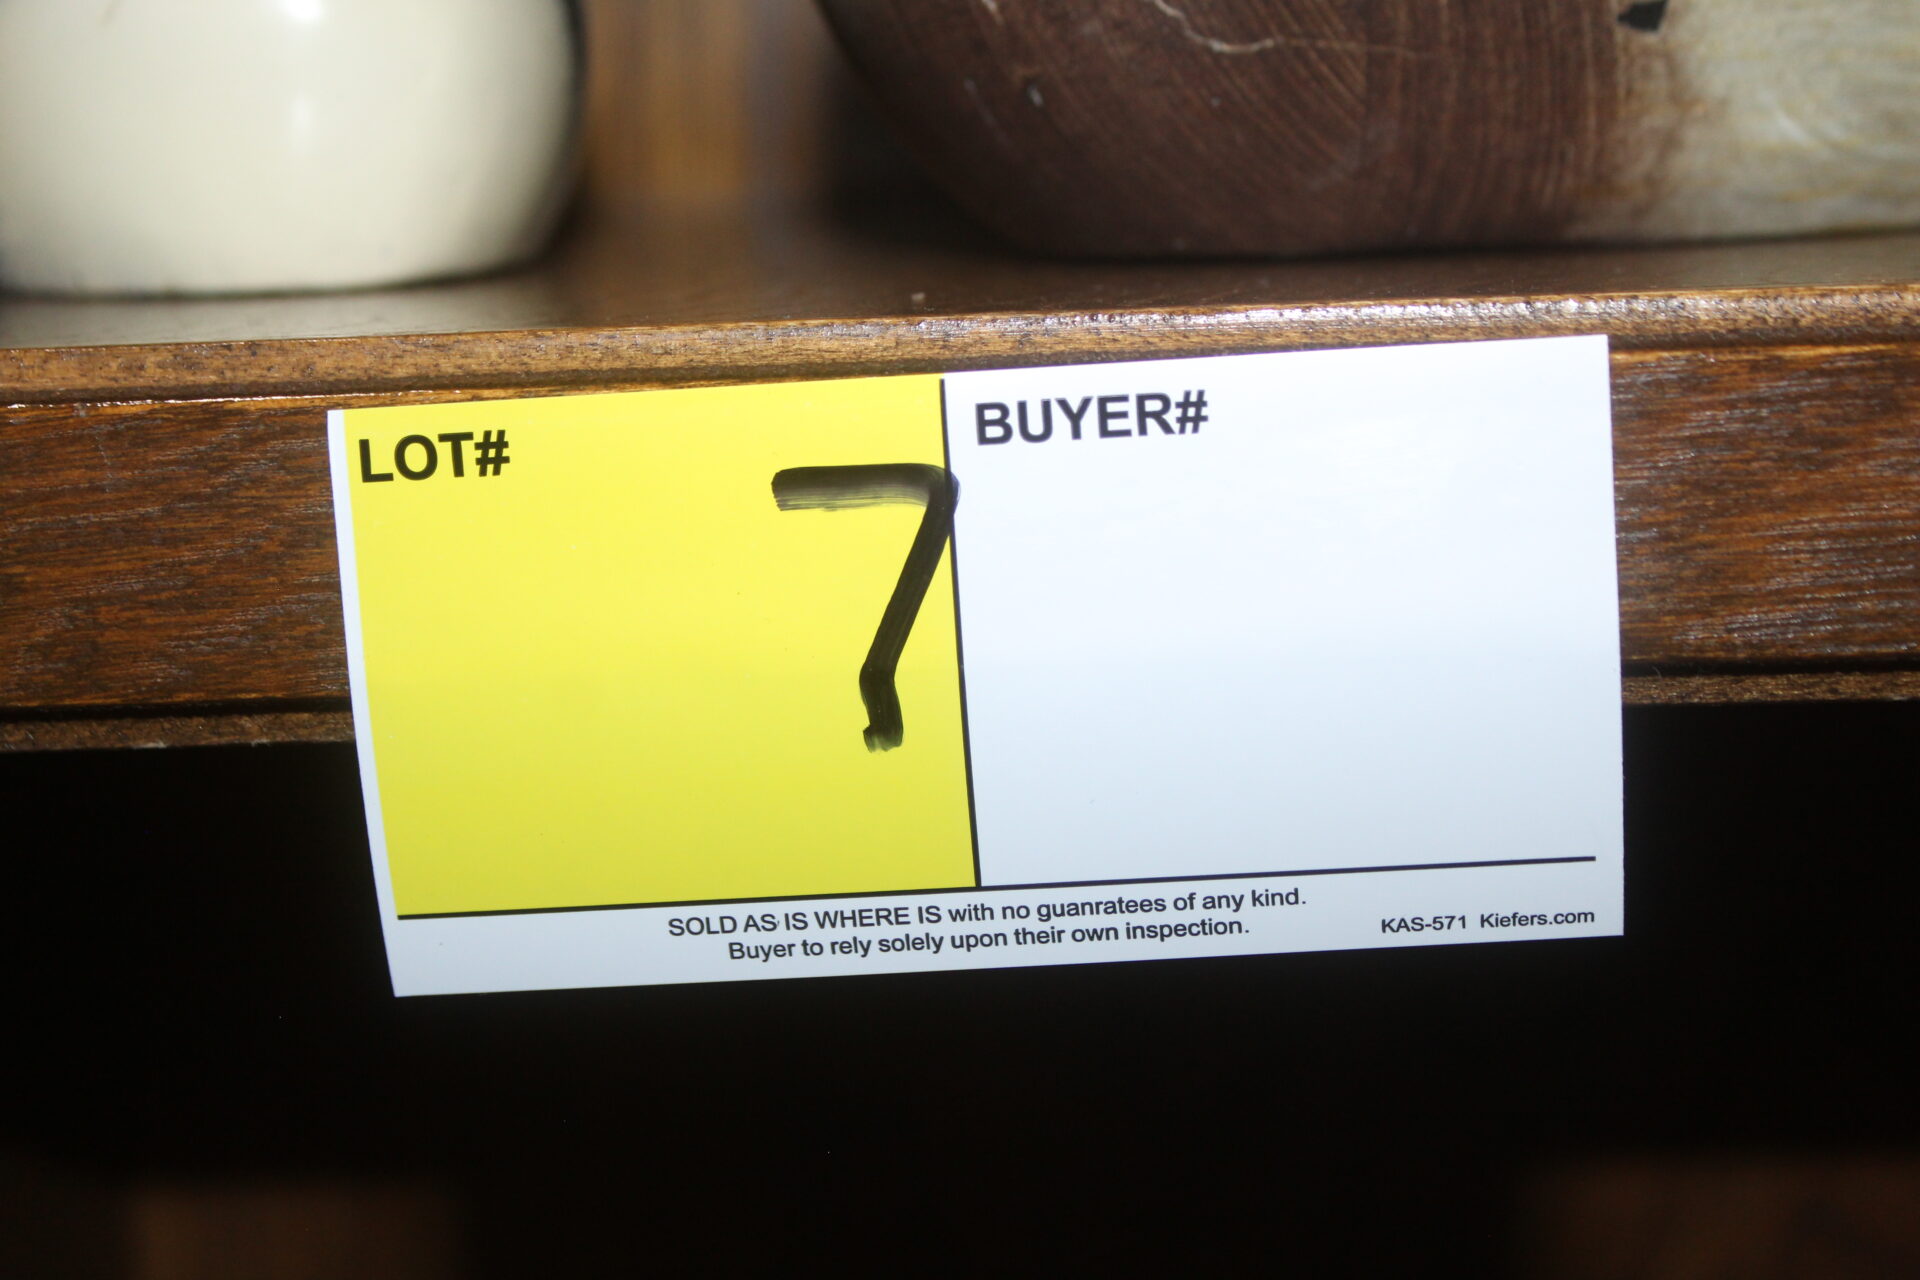 LOT#
7
BUYER#
SOLD AS IS WHERE IS with no guanratees of any kind.
Buyer to rely solely upon their own inspection.
KAS-571 Kiefers.com